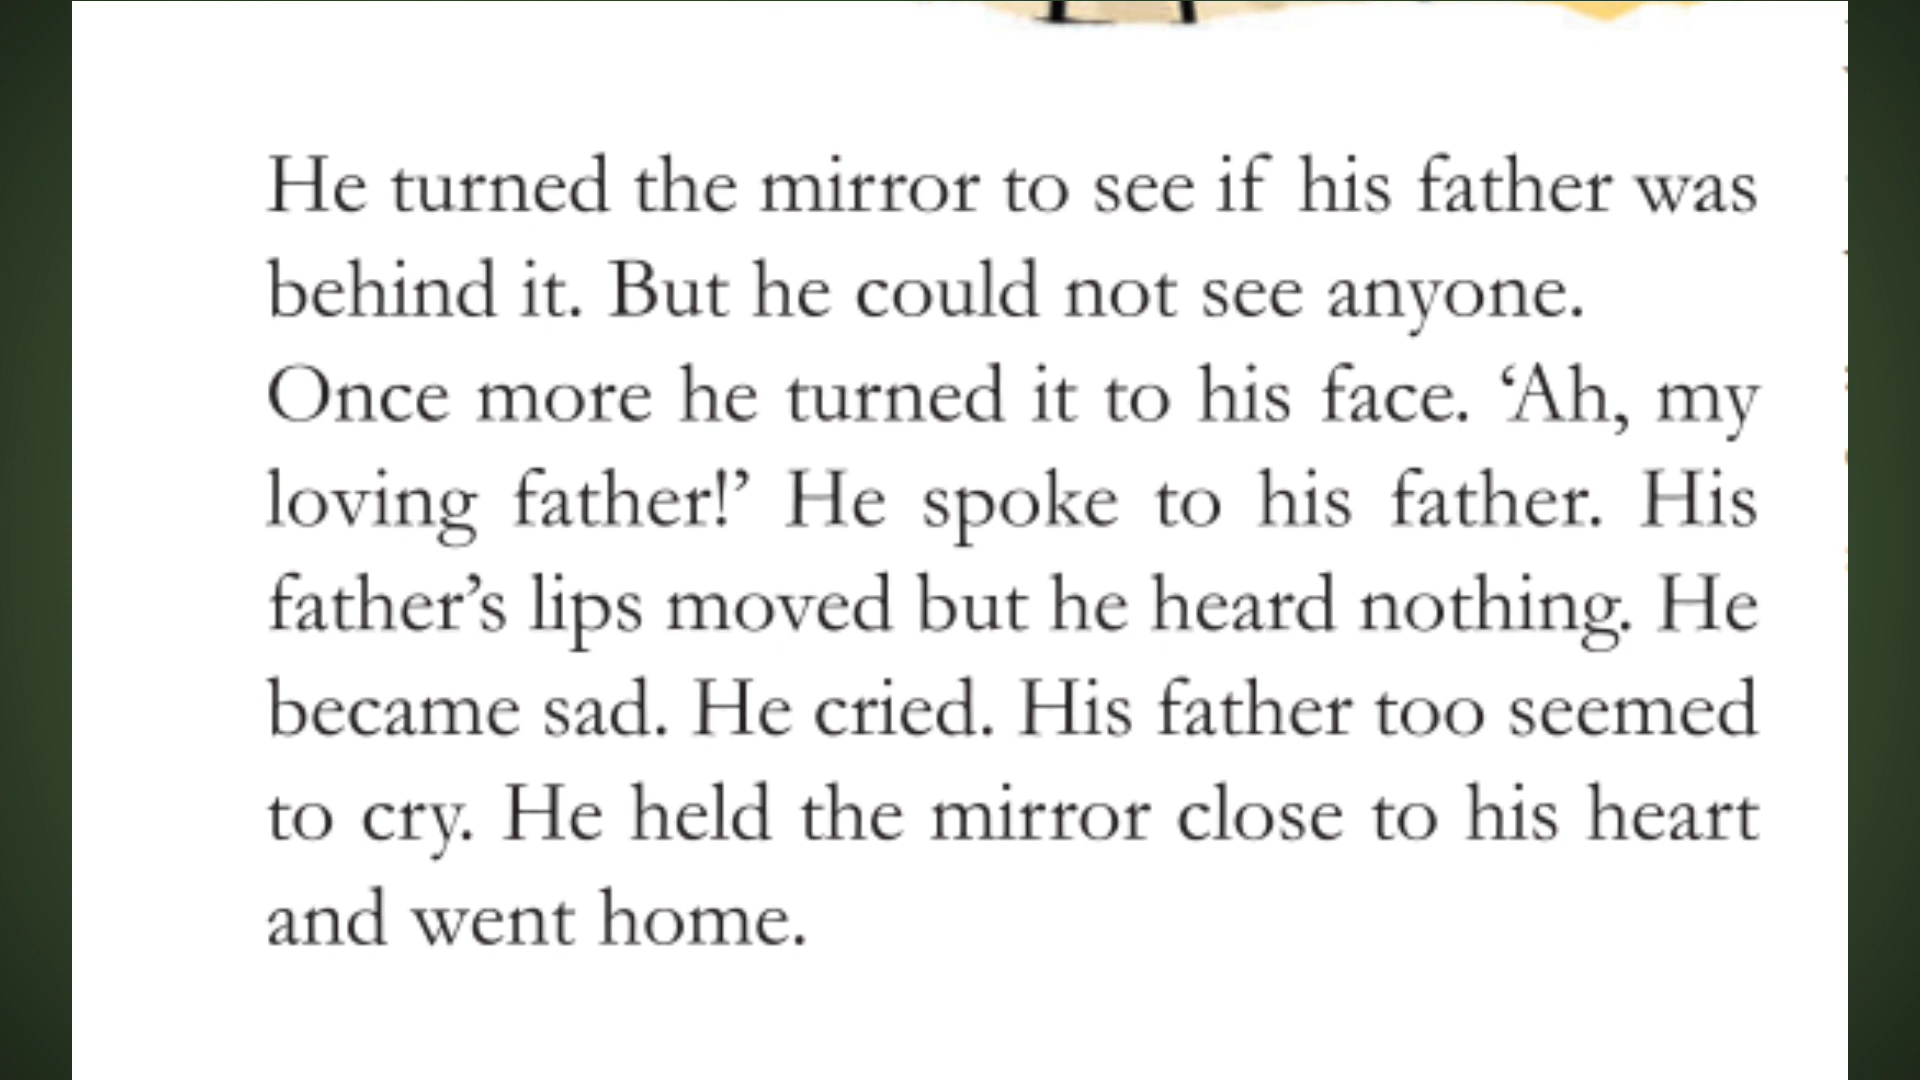 He turned the mirror to see if his father was
behind it. But he could not see anyone.
Once more he turned it to his face. ‘Ah, my
loving father!’ He spoke to his father. His
father’s lips moved but he heard nothing. He
became sad. He cried. His father too seemed
to cry. He held the mirror close to his heart
and went home.